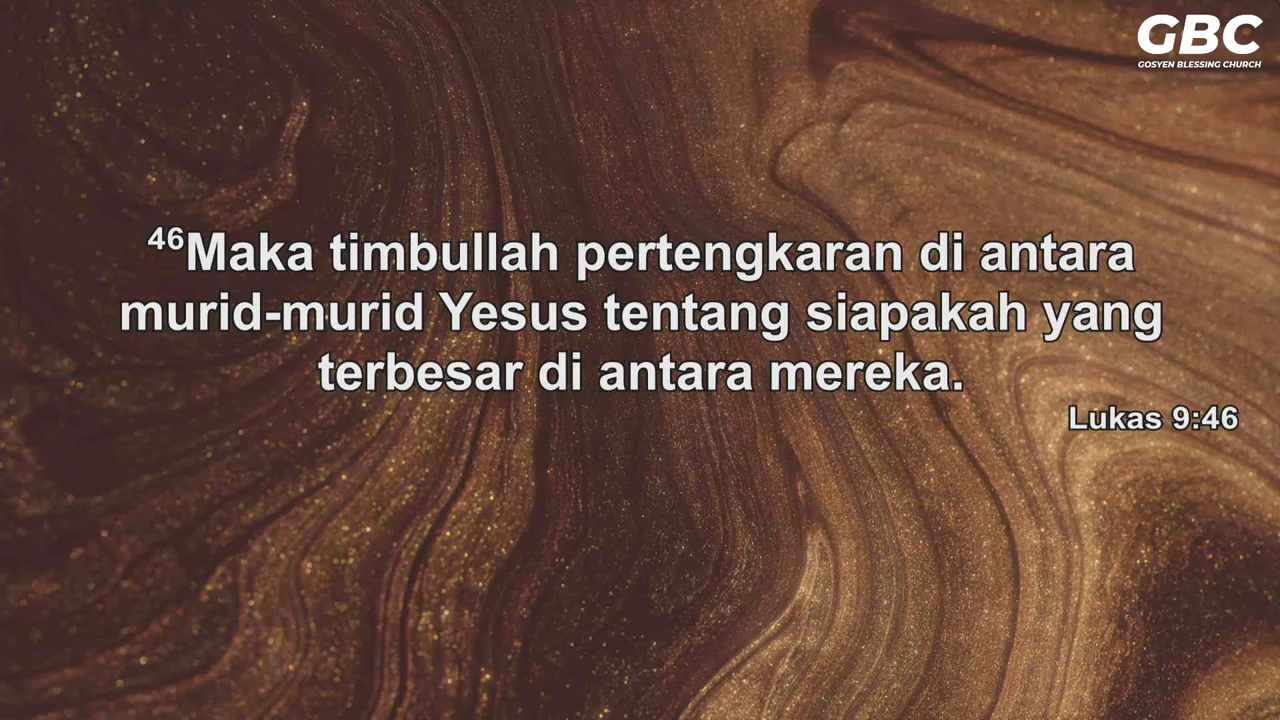 GBC
GOSYEN BLESSING CHURCH
46Maka timbullah pertengkaran di antara
murid-murid Yesus tentang siapakah yang
terbesar di antara mereka.
Lukas 9:46